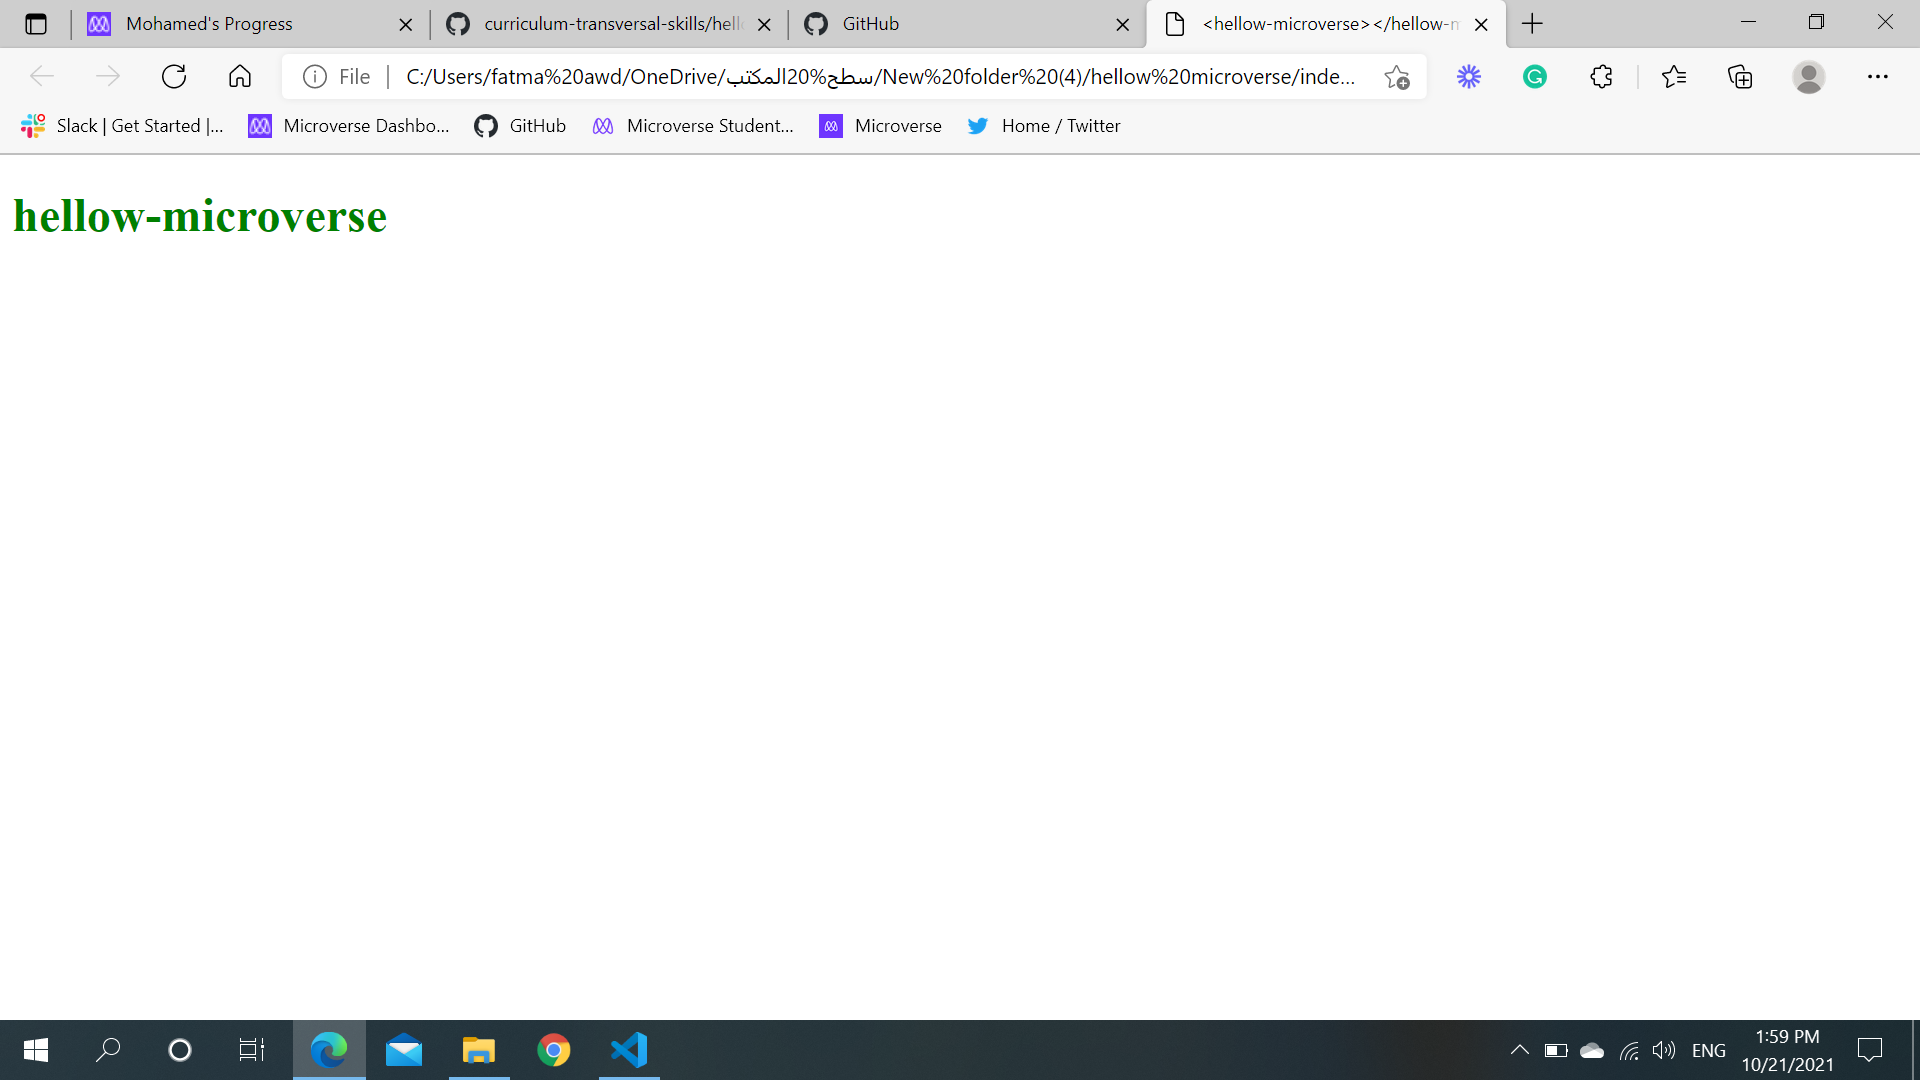 Mohamed's Progress
curriculum-transversal-skills/hell
GitHub
<hellow-microverse></hellow-m
File
C:/Users/fatma%20awd/OneDrive/سطح%20المكتب/New%20folder%20(4)/hellow%20microverse/inde...
Slack | Get Started |...
Microverse Dashbo...
GitHub
Microverse Student...
Microverse
Home / Twitter
hellow-microverse
ENG
1:59 PM
10/21/2021